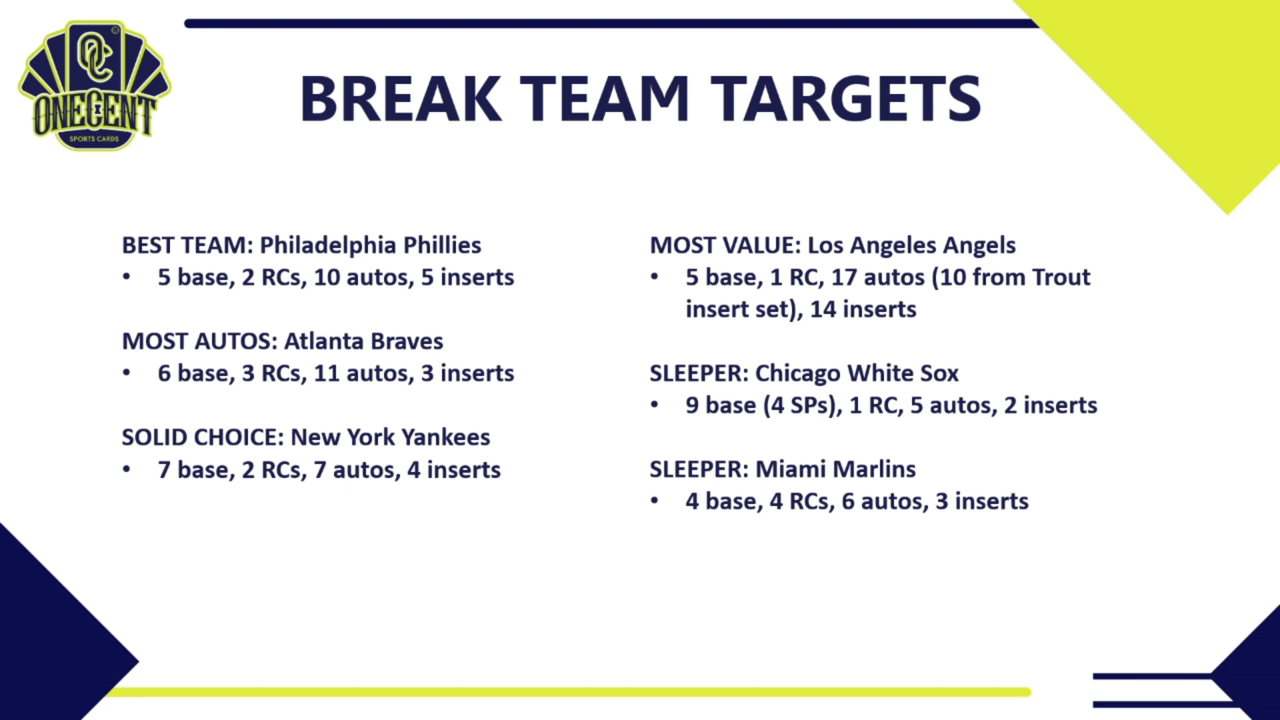 OC
ONECENT
SPORTS CARDS
BREAK TEAM TARGETS
BEST TEAM: Philadelphia Phillies
• 5 base, 2 RCs, 10 autos, 5 inserts
MOST AUTOS: Atlanta Braves
• 6 base, 3 RCs, 11 autos, 3 inserts
SOLID CHOICE: New York Yankees
• 7 base, 2 RCs, 7 autos, 4 inserts
MOST VALUE: Los Angeles Angels
• 5 base, 1 RC, 17 autos (10 from Trout
insert set), 14 inserts
SLEEPER: Chicago White Sox
• 9 base (4 SPs), 1 RC, 5 autos, 2 inserts
SLEEPER: Miami Marlins
• 4 base, 4 RCs, 6 autos, 3 inserts